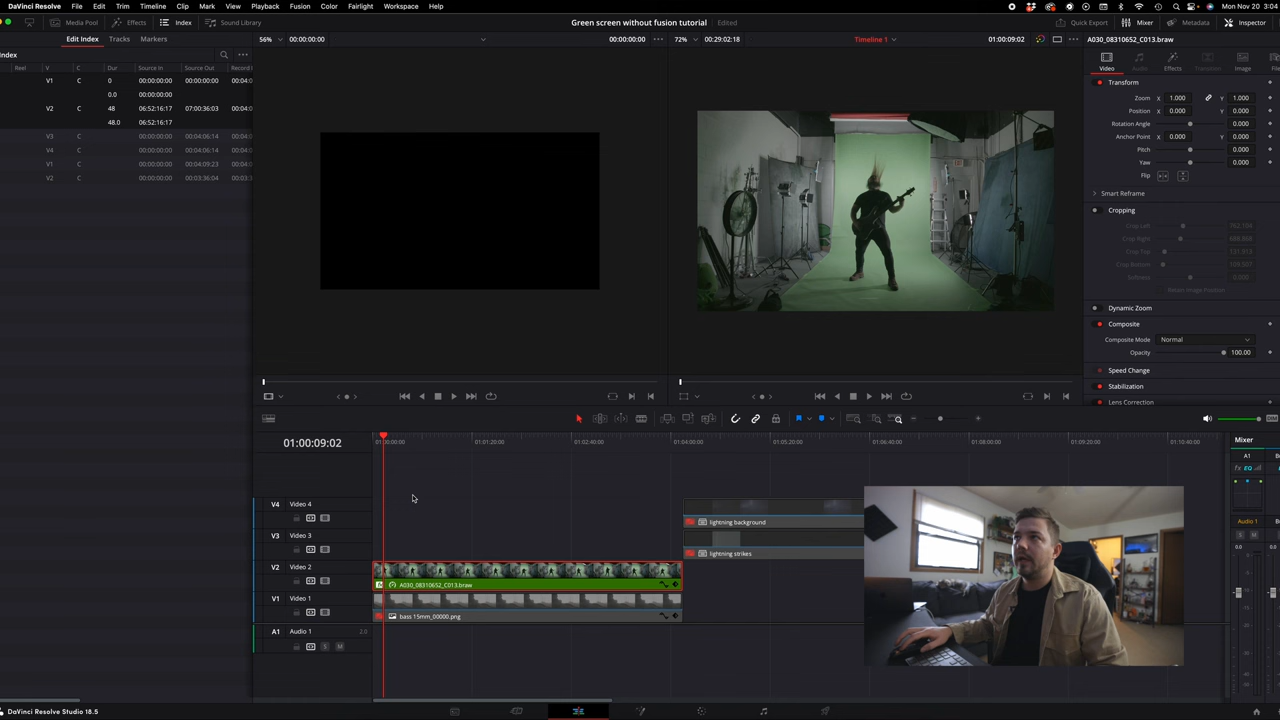 DaVinci Resolve File Edit Trim Timeline Clip Mark View Playback Fusion Color Fairlight Workspace Help Mon Nov 20 3:04
Media Pool Effects Index Sound Library Green screen without fusion tutorial Edited Quick Export Mixer Metadata Inspector
Edit Index Tracks Markers 56% 00:00:00:00 00:00:00:00 72% 00:29:02:18 Timeline 1 01:00:09:02 A030_08310652_C013.braw
Index
Reel V C Dur Source In Source Out Record
V1 C 0 00:00:00:00 00:00:00:00 00:04:0
0.0 00:00:00:00
V2 C 48 06:52:16:17 07:00:36:03 00:04:0
48.0 06:52:16:17
V3 C 00:00:00:00 00:04:06:14 00:04:0
V4 C 00:00:00:00 00:04:06:14 00:04:0
V1 C 00:00:00:00 00:04:09:23 00:04:0
V2 C 00:00:00:00 00:03:36:04 00:03:3
Video Audio Effects Transition Image File
Transform
Zoom X 1.000 Y 1.000
Position X 0.000 Y 0.000
Rotation Angle 0.000
Anchor Point X 0.000 Y 0.000
Pitch 0.000
Yaw 0.000
Flip
Smart Reframe
Cropping
Crop Left
Crop Right
Crop Top
Crop Bottom
Softness 0.000
Retain Image Position
Dynamic Zoom
Composite
Composite Mode Normal
Opacity 100.00
Speed Change
Stabilization
Lens Correction
01:00:09:02 01:00:00:00 01:01:20:00 01:02:40:00 01:04:00:00 01:05:20:00 01:06:40:00 01:08:00:00 01:09:20:00 01:10:40:00
Mixer
A1
EQ
Audio 1
S M
0.0
V4 Video 4
lightning background
V3 Video 3
lightning strikes
V2 Video 2
A030_08310652_C013.braw
V1 Video 1
bass 15mm_00000.png
A1 Audio 1 2.0
S M
DaVinci Resolve Studio 18.5